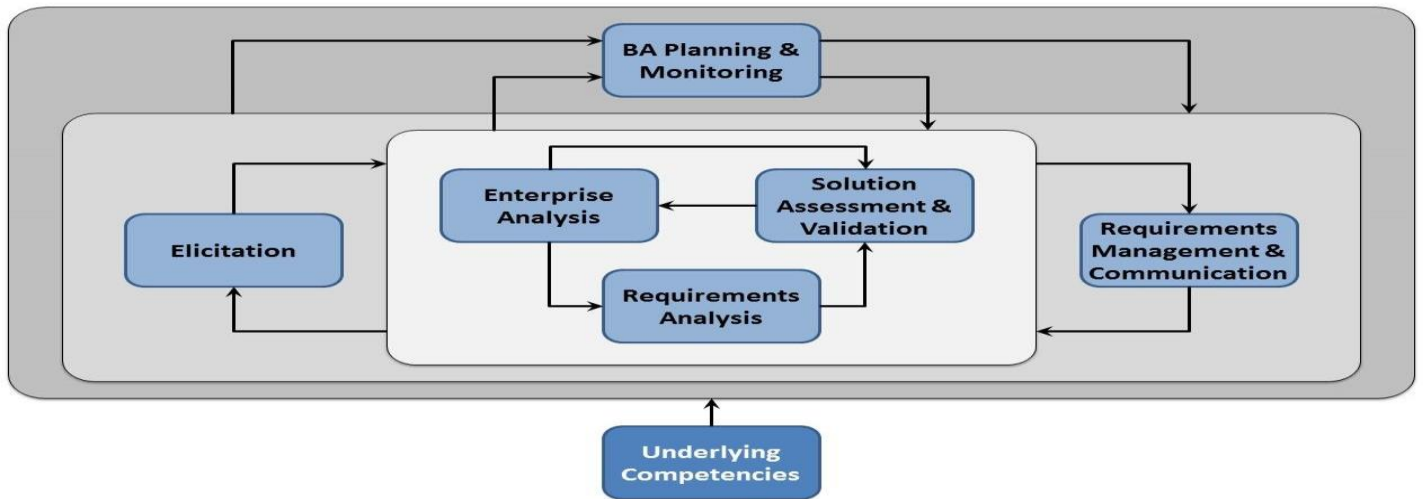 BA Planning &
Monitoring
Enterprise
Analysis
Solution
Assessment &
Validation
Elicitation
Requirements
Management &
Communication
Requirements
Analysis
Underlying
Competencies